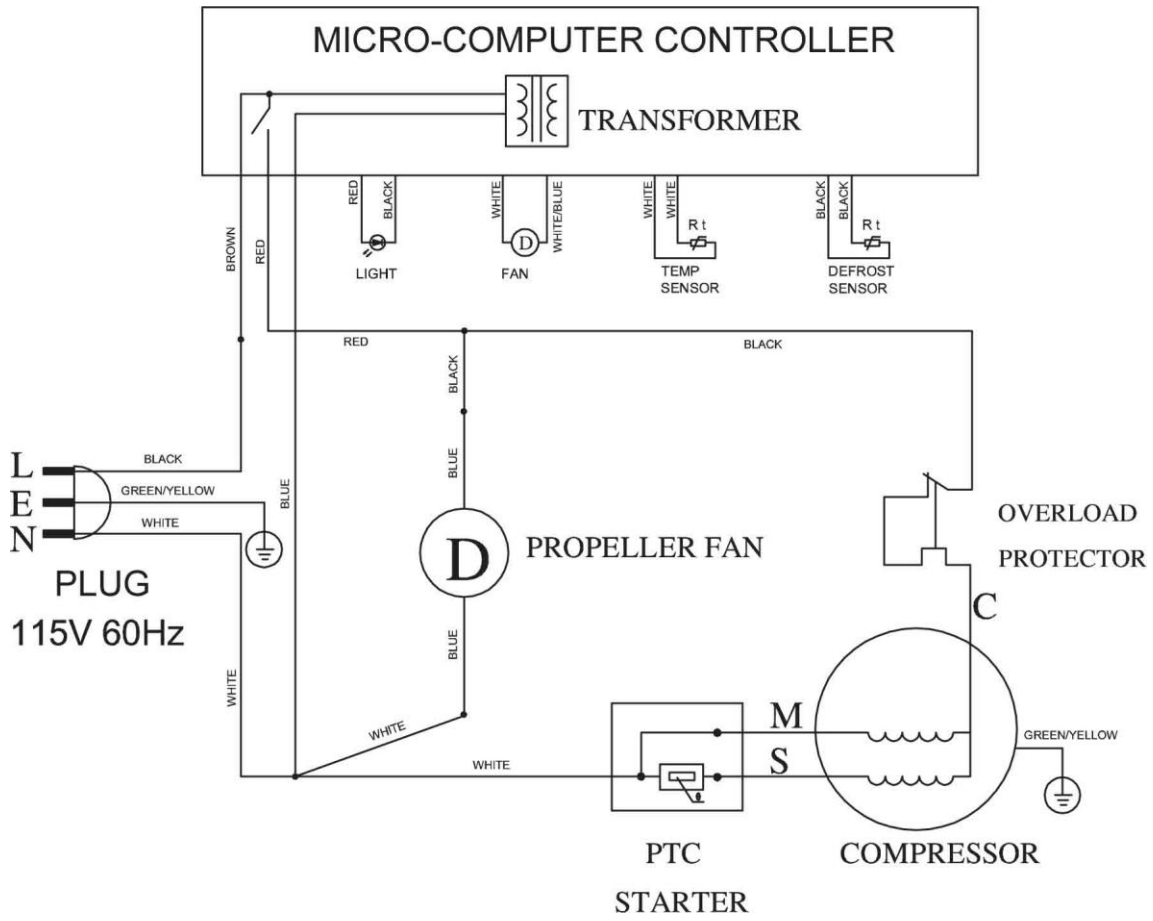 MICRO-COMPUTER CONTROLLER
TRANSFORMER
RED
BLACK
WHITE
WHITE/BLUE
WHITE
WHITE
BLACK
BLACK
BROWN
RED
D
R t
R t
LIGHT
FAN
TEMP
SENSOR
DEFROST
SENSOR
RED
BLACK
BLACK
L
BLACK
BLUE
BLUE
E
GREEN/YELLOW
N
WHITE
D
PROPELLER FAN
OVERLOAD
PROTECTOR
PLUG
115V 60Hz
C
BLUE
WHITE
WHITE
WHITE
M
S
GREEN/YELLOW
θ
PTC
STARTER
COMPRESSOR